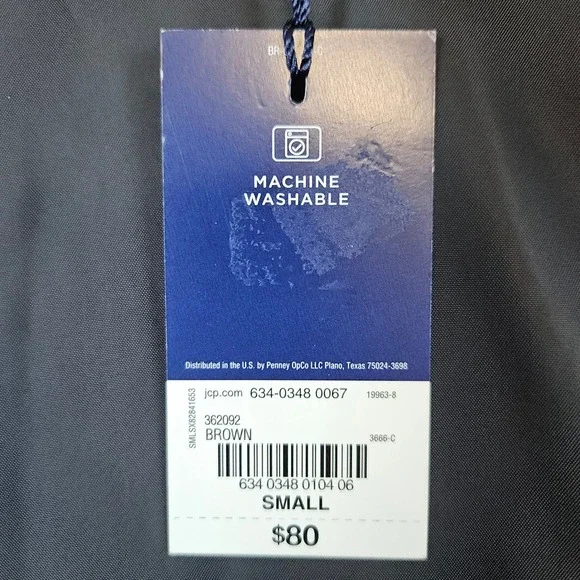 MACHINE
WASHABLE
Distributed in the U.S. by Penney OpCo LLC Plano, Texas 75024-3698
jcp.com 634-0348 0067 19963-8
SMLSX82841653
362092
BROWN 3666-C
634 0348 0104 06
SMALL
$80